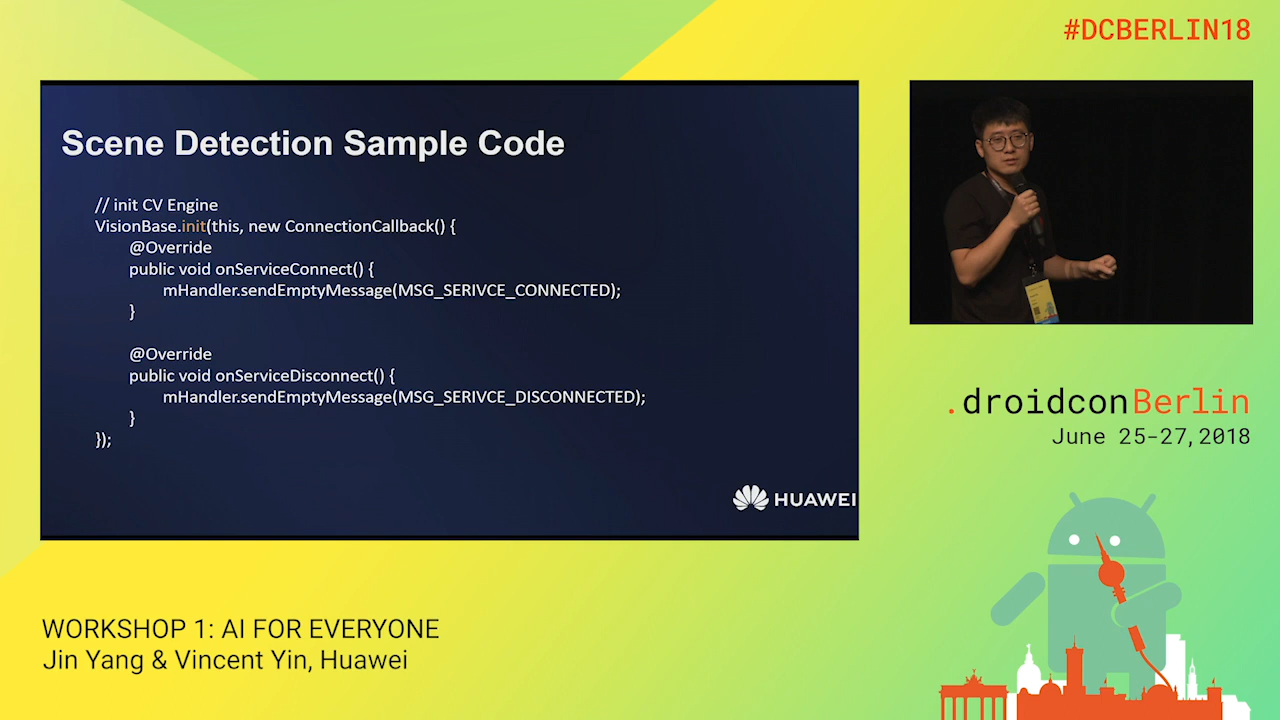 #DCBERLIN18
Scene Detection Sample Code
// init CV Engine
VisionBase.init(this, new ConnectionCallback() {
@Override
public void onServiceConnect() {
mHandler.sendEmptyMessage(MSG_SERIVCE_CONNECTED);
}
@Override
public void onServiceDisconnect() {
mHandler.sendEmptyMessage(MSG_SERIVCE_DISCONNECTED);
}
});
HUAWEI
.droidconBerlin
June 25-27, 2018
WORKSHOP 1: AI FOR EVERYONE
Jin Yang & Vincent Yin, Huawei